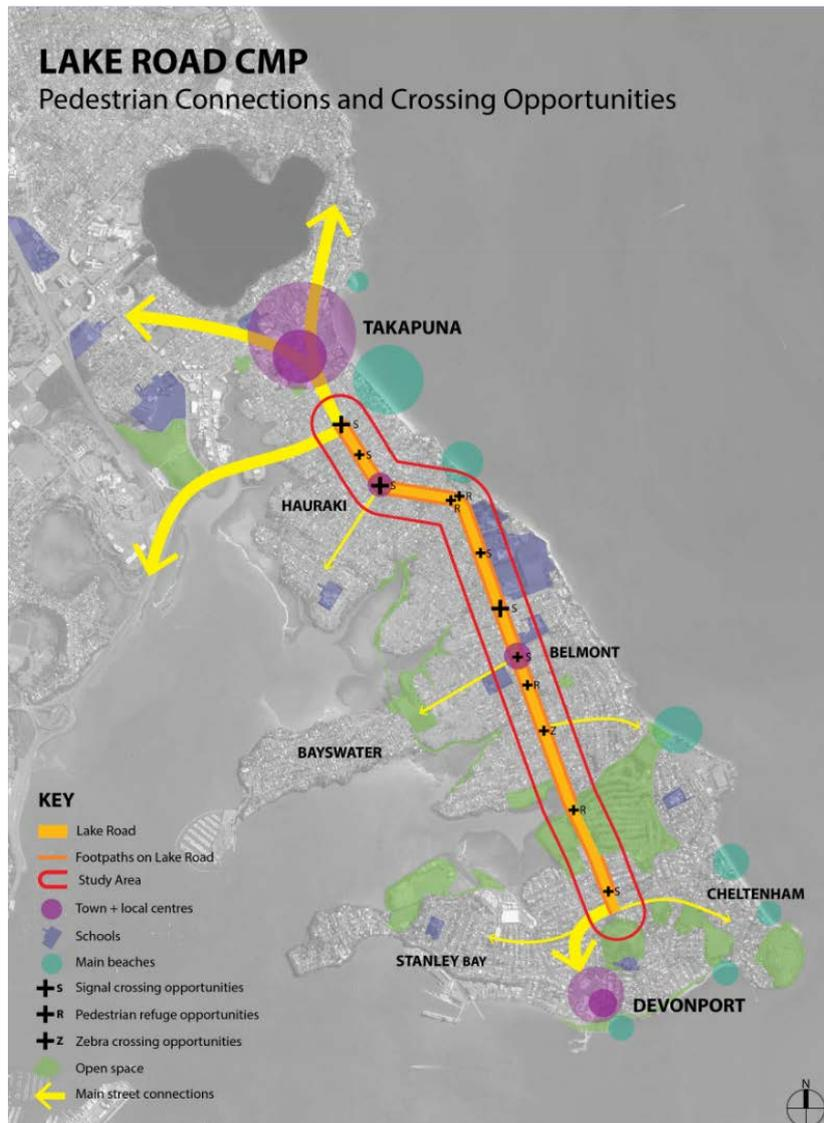 LAKE ROAD CMP
Pedestrian Connections and Crossing Opportunities
TAKAPUNA
S
S
S
HAURAKI
R
R
S
S
S
BELMONT
R
Z
BAYSWATER
R
KEY
Lake Road
Footpaths on Lake Road
Study Area
Town + local centres
Schools
Main beaches
S Signal crossing opportunities
R Pedestrian refuge opportunities
Z Zebra crossing opportunities
Open space
Main street connections
S
CHELTENHAM
STANLEY BAY
DEVONPORT
N